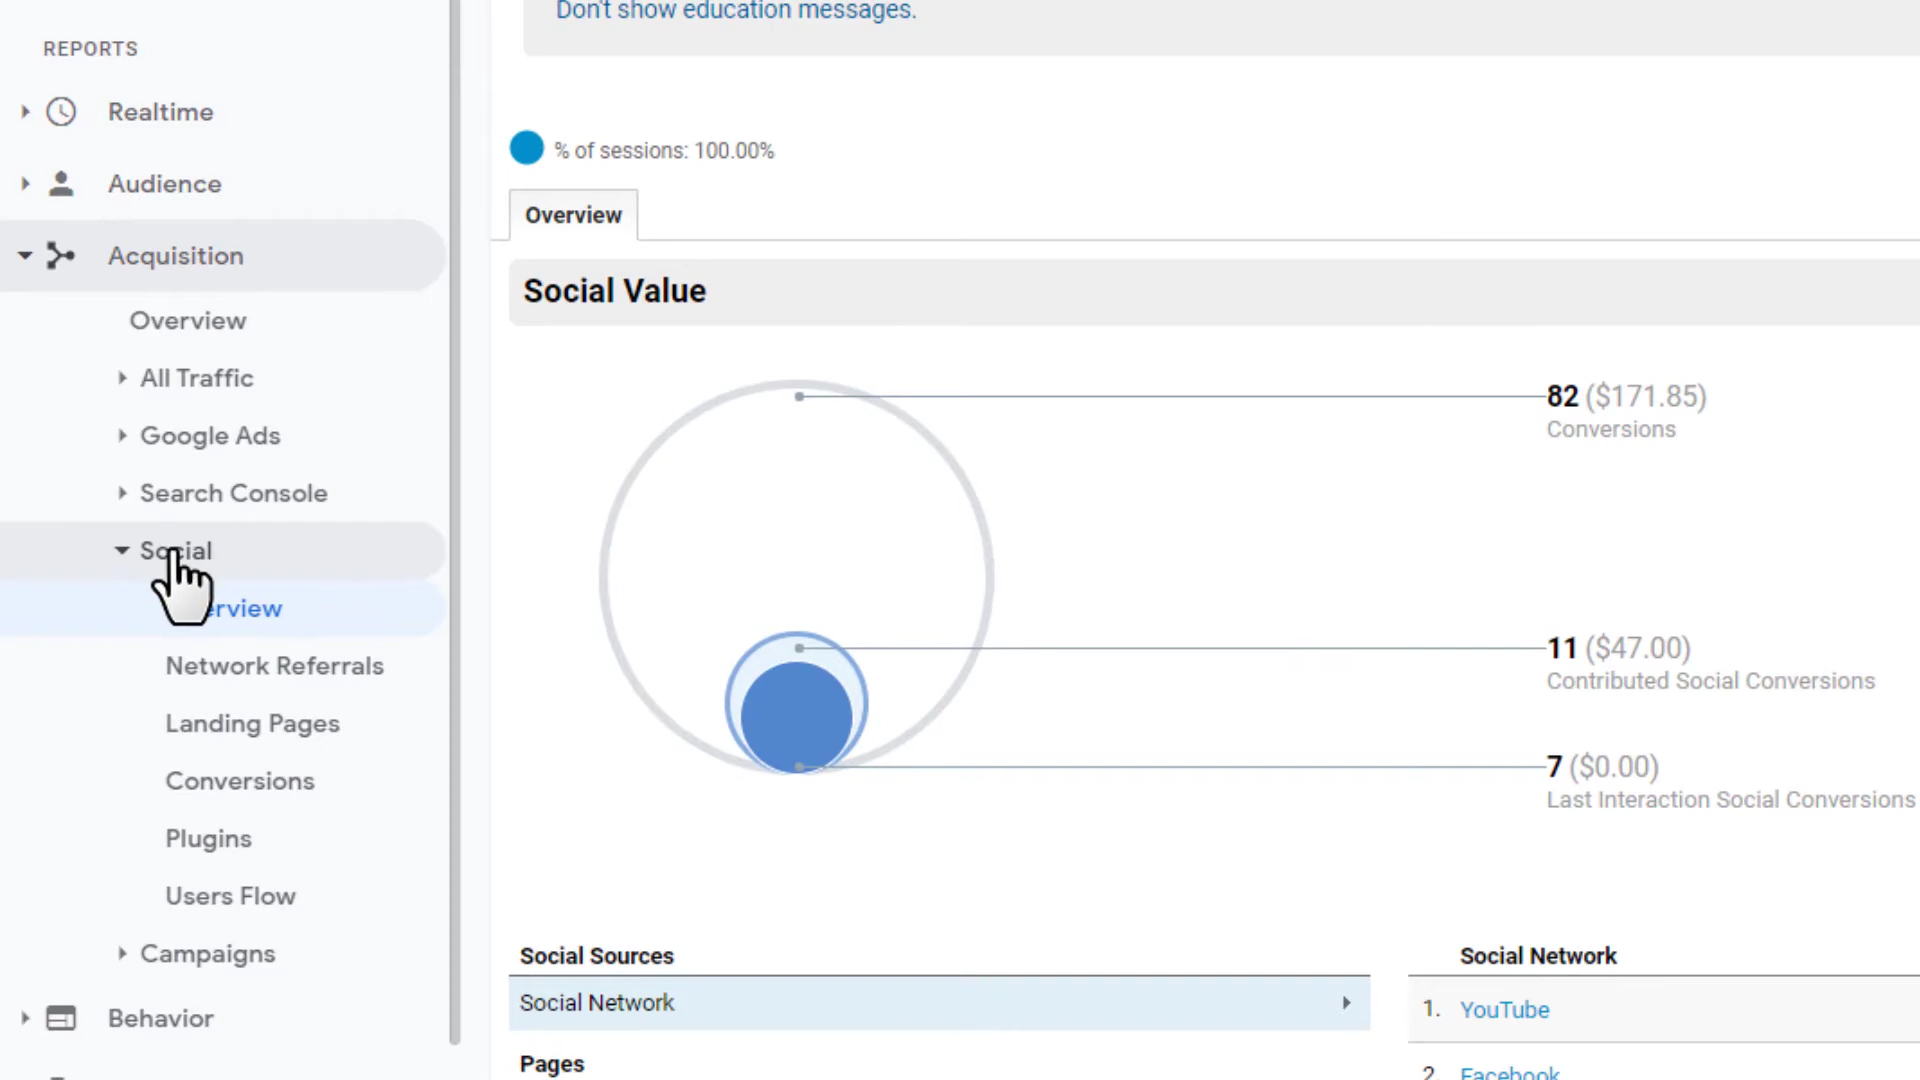 Don't show education messages.
REPORTS
Realtime
Audience
Acquisition
Overview
All Traffic
Google Ads
Search Console
Social
erview
Network Referrals
Landing Pages
Conversions
Plugins
Users Flow
Campaigns
Behavior
% of sessions: 100.00%
Overview
Social Value
82 ($171.85)
Conversions
11 ($47.00)
Contributed Social Conversions
7 ($0.00)
Last Interaction Social Conversions
Social Sources
Social Network
Pages
Social Network
1. YouTube
2. Facebook